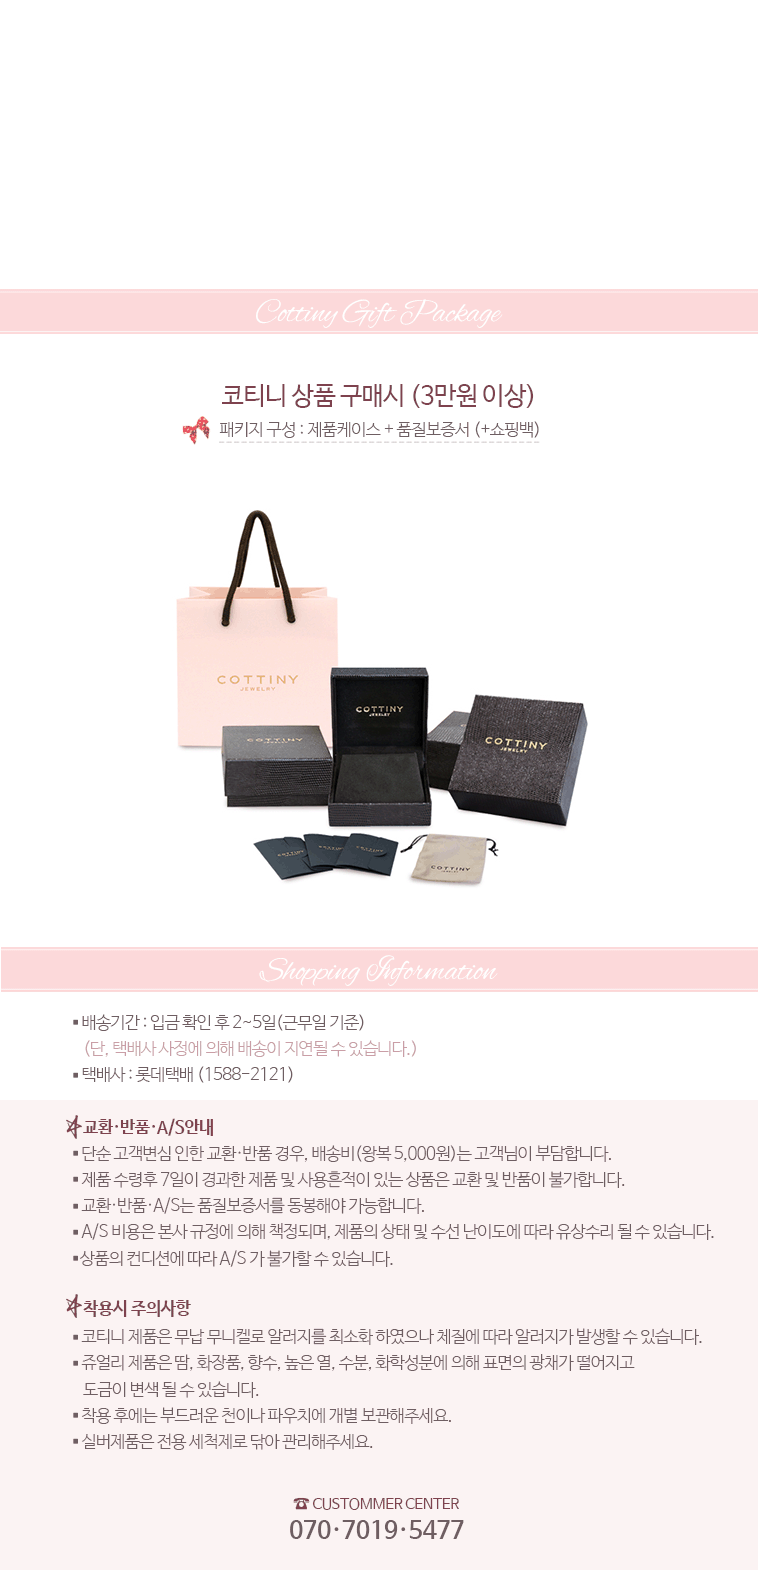 Cottiny Gift Package
코티니 상품 구매시 (3만원 이상)
패키지 구성 : 제품케이스 + 품질보증서 (+쇼핑백)
COTTINY
JEWELRY
COTTINY
JEWELRY
COTTINY
JEWELRY
COTTINY
JEWELRY
COTTINY
COTTINY
COTTINY
JEWELRY
Shopping Information
▪ 배송기간 : 입금 확인 후 2~5일(근무일 기준)
(단, 택배사 사정에 의해 배송이 지연될 수 있습니다.)
▪ 택배사 : 롯데택배 (1588-2121)
교환·반품·A/S안내
▪ 단순 고객변심 인한 교환·반품 경우, 배송비(왕복 5,000원)는 고객님이 부담합니다.
▪ 제품 수령후 7일이 경과한 제품 및 사용흔적이 있는 상품은 교환 및 반품이 불가합니다.
▪ 교환·반품·A/S는 품질보증서를 동봉해야 가능합니다.
▪ A/S 비용은 본사 규정에 의해 책정되며, 제품의 상태 및 수선 난이도에 따라 유상수리 될 수 있습니다.
▪상품의 컨디션에 따라 A/S 가 불가할 수 있습니다.
착용시 주의사항
▪ 코티니 제품은 무납 무니켈로 알러지를 최소화 하였으나 체질에 따라 알러지가 발생할 수 있습니다.
▪ 쥬얼리 제품은 땀, 화장품, 향수, 높은 열, 수분, 화학성분에 의해 표면의 광채가 떨어지고
도금이 변색 될 수 있습니다.
▪ 착용 후에는 부드러운 천이나 파우치에 개별 보관해주세요.
▪ 실버제품은 전용 세척제로 닦아 관리해주세요.
☎ CUSTOMMER CENTER
070·7019·5477